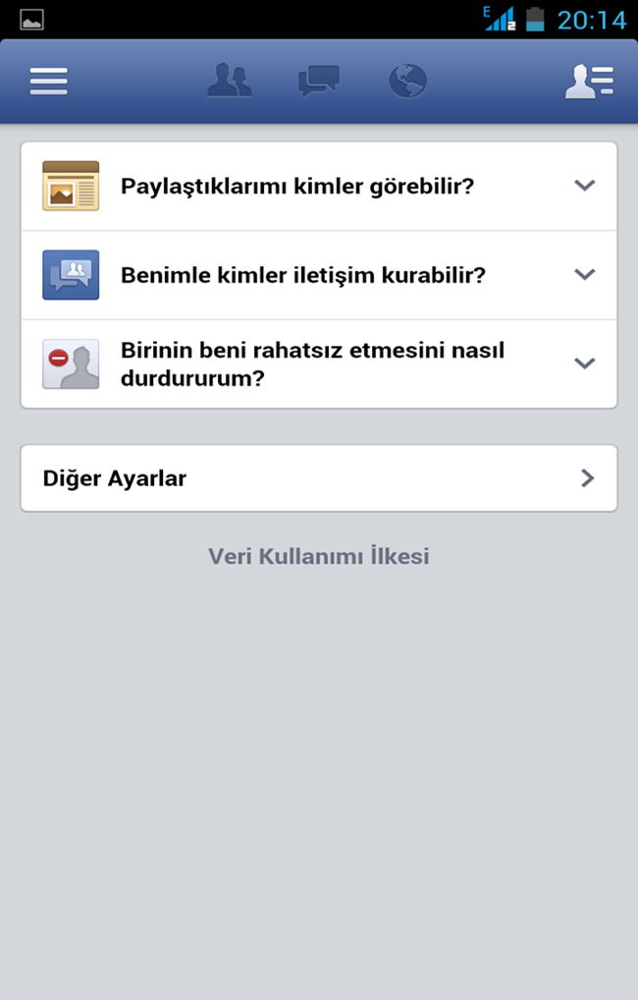 E
2
20:14
Paylaştıklarımı kimler görebilir?
Benimle kimler iletişim kurabilir?
Birinin beni rahatsız etmesini nasıl
durdururum?
Diğer Ayarlar
Veri Kullanımı İlkesi